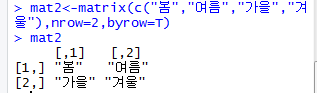 > mat2<-matrix(c("봄","여름","가을","겨
울"),nrow=2,byrow=T)
> mat2
[,1] [,2]
[1,] "봄" "여름"
[2,] "가을" "겨울"